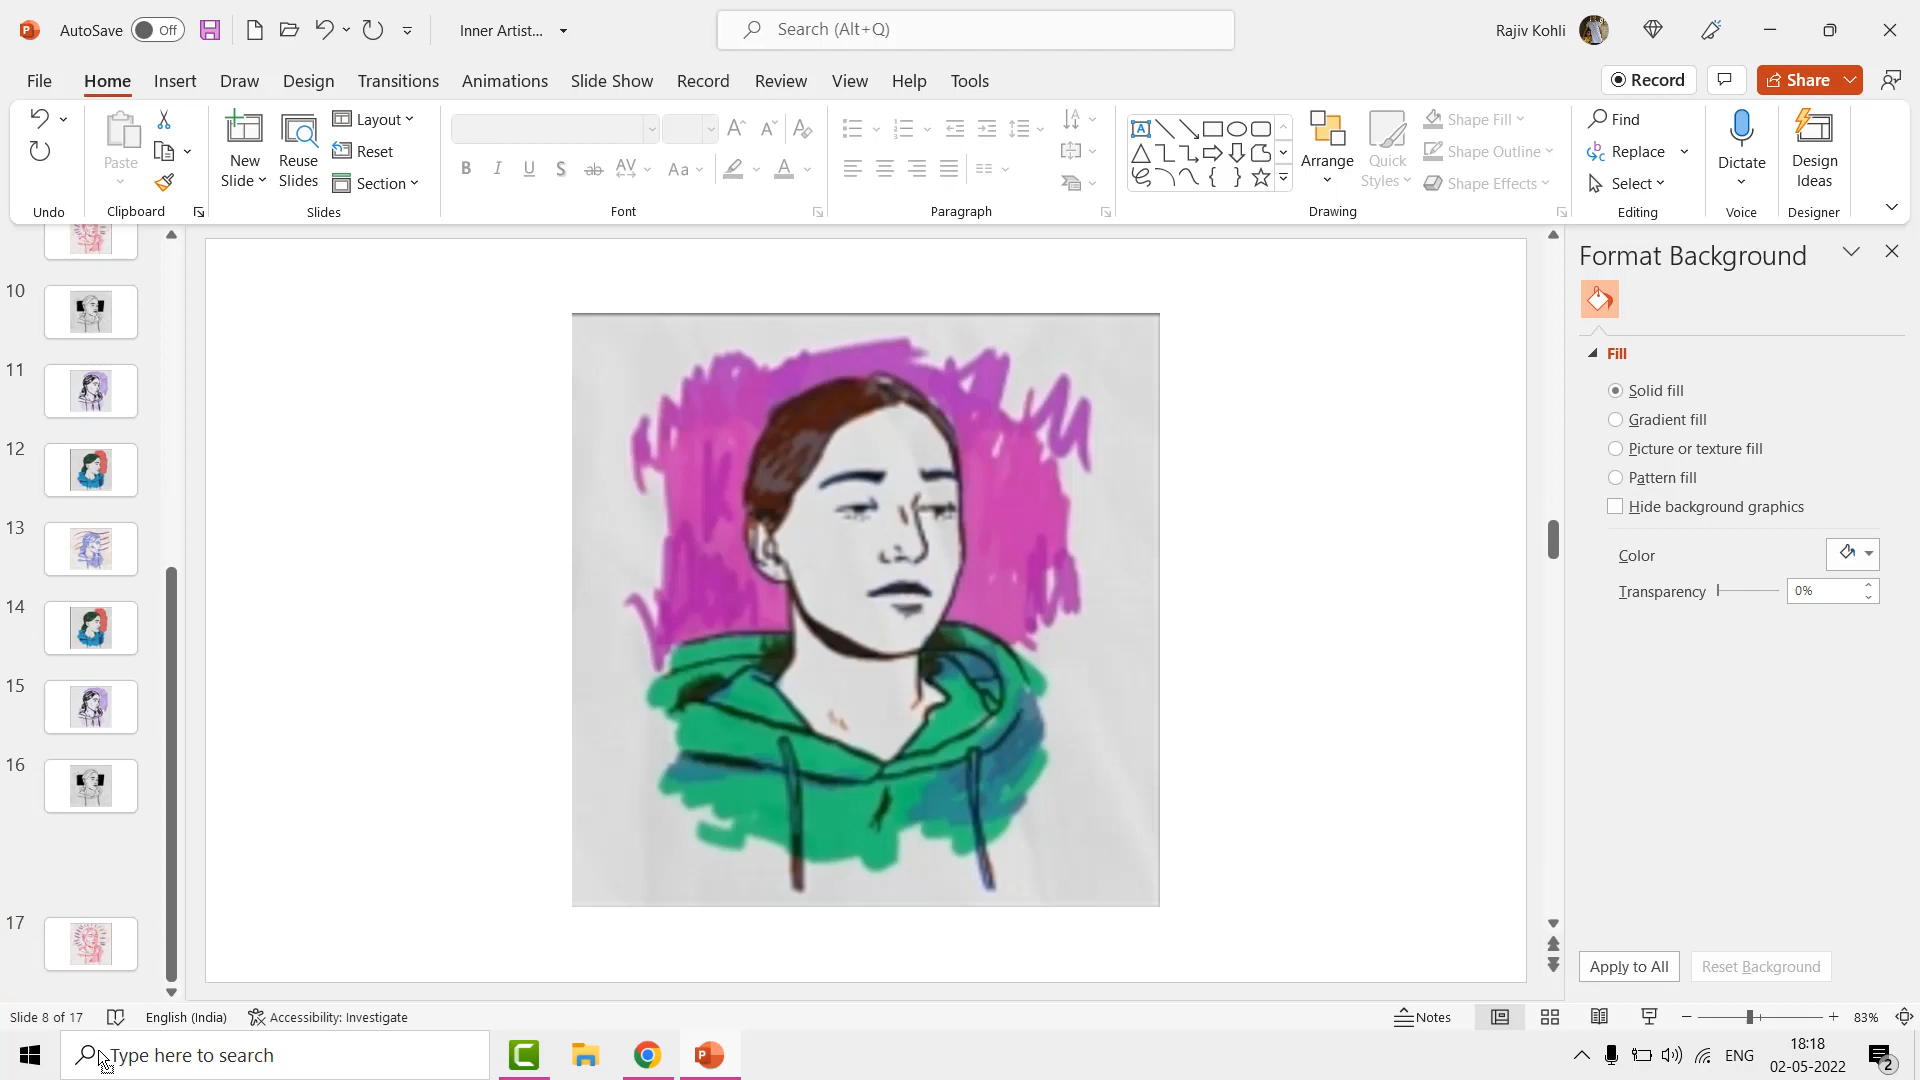 AutoSave Off Inner Artist... Search (Alt+Q) Rajiv Kohli
File Home Insert Draw Design Transitions Animations Slide Show Record Review View Help Tools Record Share
Undo
Paste
Clipboard
New Slide
Reuse Slides
Layout
Reset
Section
Slides
Font
Paragraph
Arrange
Quick Styles
Shape Fill
Shape Outline
Shape Effects
Drawing
Find
Replace
Select
Editing
Dictate
Voice
Design Ideas
Designer
10
11
12
13
14
15
16
17
Format Background
Fill
Solid fill
Gradient fill
Picture or texture fill
Pattern fill
Hide background graphics
Color
Transparency 0%
Apply to All Reset Background
Slide 8 of 17 English (India) Accessibility: Investigate Notes 83%
Type here to search ENG 18:18
02-05-2022 2